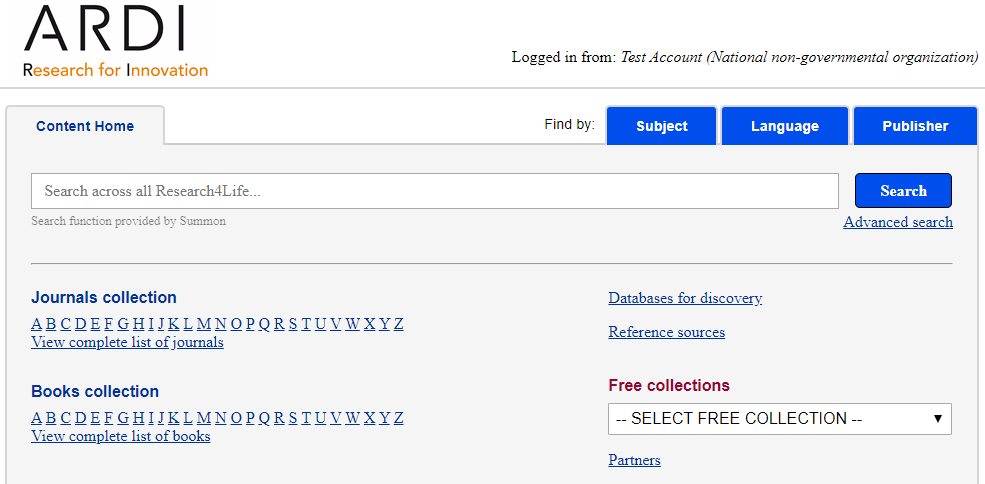 ARDI
Research for Innovation
Logged in from: Test Account (National non-governmental organization)
Content Home
Find by:
Subject
Language
Publisher
Search across all Research4Life...
Search
Search function provided by Summon
Advanced search
Journals collection
A B C D E F G H I J K L M N O P Q R S T U V W X Y Z
View complete list of journals
Databases for discovery
Reference sources
Books collection
A B C D E F G H I J K L M N O P Q R S T U V W X Y Z
View complete list of books
Free collections
-- SELECT FREE COLLECTION --
Partners